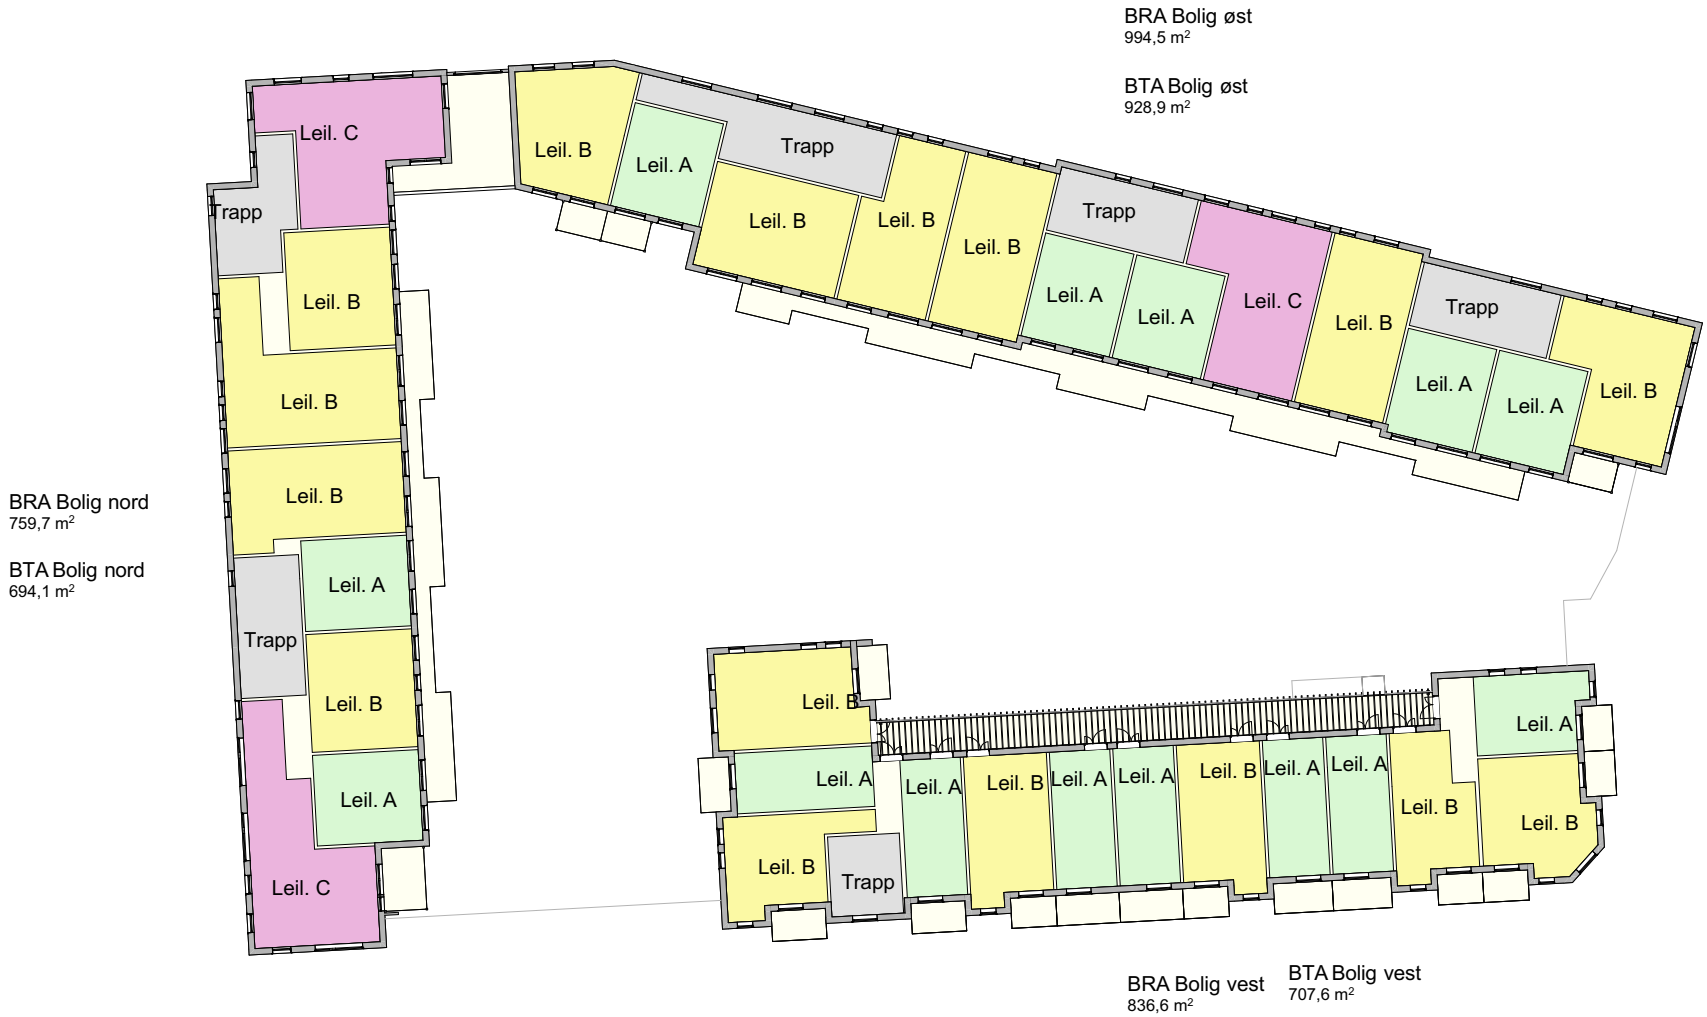 BRA Bolig øst
994,5 m²
BTA Bolig øst
928,9 m²
Leil. C
Trapp
Leil. B
Leil. B
Leil. B
Leil. A
Trapp
Leil. B
Leil. A
Leil. C
Leil. B
Leil. A
Trapp
Leil. B
Leil. B
Leil. B
Trapp
Leil. A
Leil. A
Leil. C
Leil. B
Trapp
Leil. A
Leil. A
Leil. B
BRA Bolig nord
759,7 m²
BTA Bolig nord
694,1 m²
Leil. B
Leil. A
Leil. B
Trapp
Leil. A
Leil. B
Leil. A
Leil. A
Leil. B
Leil. A
Leil. A
Leil. B
Leil. A
Leil. B
BRA Bolig vest
836,6 m²
BTA Bolig vest
707,6 m²